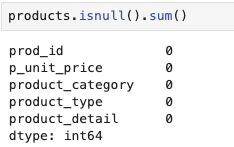 products.isnull().sum()
prod_id 0
p_unit_price 0
product_category 0
product_type 0
product_detail 0
dtype: int64